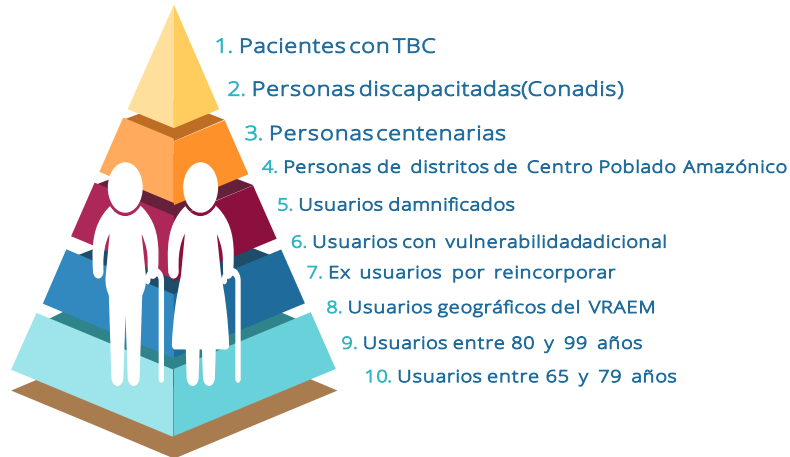 1. Pacientes con TBC
2. Personas discapacitadas(Conadis)
3. Personas centenarias
4. Personas de distritos de Centro Poblado Amazónico
5. Usuarios damnificados
6. Usuarios con vulnerabilidadadicional
7. Ex usuarios por reincorporar
8. Usuarios geográficos del VRAEM
9. Usuarios entre 80 y 99 años
10. Usuarios entre 65 y 79 años